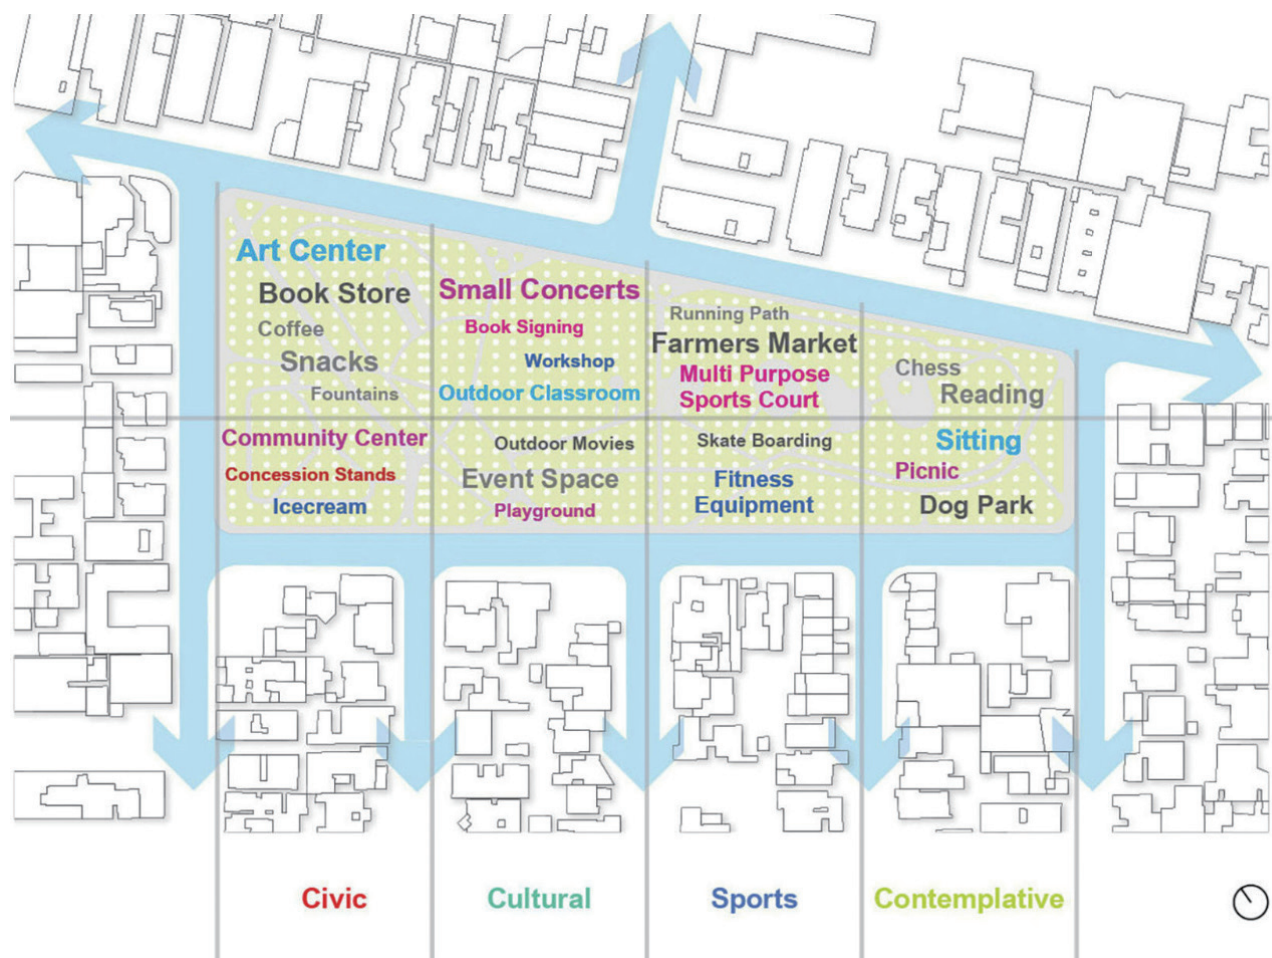 Art Center
Book Store
Coffee
Snacks
Fountains
Community Center
Concession Stands
Icecream
Small Concerts
Book Signing
Workshop
Outdoor Classroom
Outdoor Movies
Event Space
Playground
Running Path
Farmers Market
Multi Purpose
Sports Court
Skate Boarding
Fitness
Equipment
Chess
Reading
Sitting
Picnic
Dog Park
Civic
Cultural
Sports
Contemplative